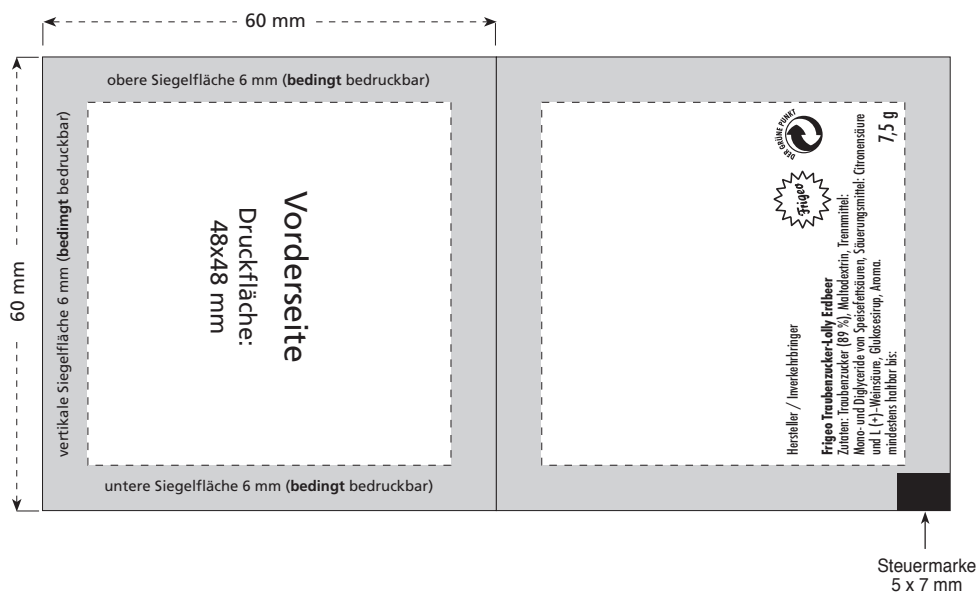 60 mm
60 mm
obere Siegelfläche 6 mm (bedingt bedruckbar)
vertikale Siegelfläche 6 mm (bedimgt bedruckbar)
Vorderseite
Druckfläche:
48x48 mm
untere Siegelfläche 6 mm (bedingt bedruckbar)
DER GRÜNE PUNKT
Frigeo
Hersteller / Inverkehrbringer
Frigeo Traubenzucker-Lolly Erdbeer
Zutaten: Traubenzucker (89 %), Maltodextrin, Trennmittel:
Mono- und Diglyceride von Speisefettsäuren, Säuerungsmittel: Citronensäure
und L (+)-Weinsäure, Glukosesirup, Aroma.
mindestens haltbar bis:
7,5 g
Steuermarke
5 x 7 mm